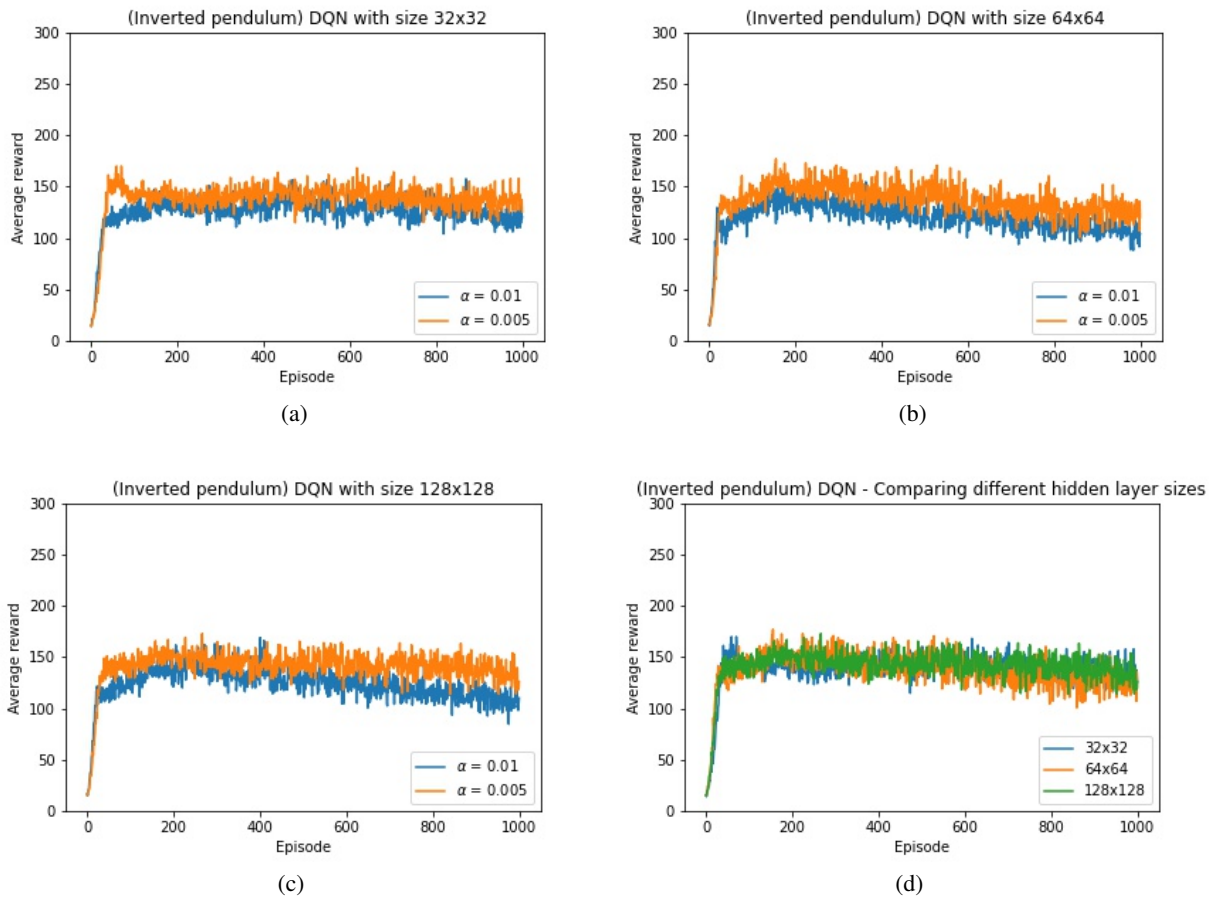 (Inverted pendulum) DQN with size 32x32
300
250
200
150
100
50
0
Average reward
0 200 400 600 800 1000
Episode
α = 0.01
α = 0.005
(a)
(Inverted pendulum) DQN with size 64x64
300
250
200
150
100
50
0
Average reward
0 200 400 600 800 1000
Episode
α = 0.01
α = 0.005
(b)
(Inverted pendulum) DQN with size 128x128
300
250
200
150
100
50
0
Average reward
0 200 400 600 800 1000
Episode
α = 0.01
α = 0.005
(c)
(Inverted pendulum) DQN - Comparing different hidden layer sizes
300
250
200
150
100
50
0
Average reward
0 200 400 600 800 1000
Episode
32x32
64x64
128x128
(d)